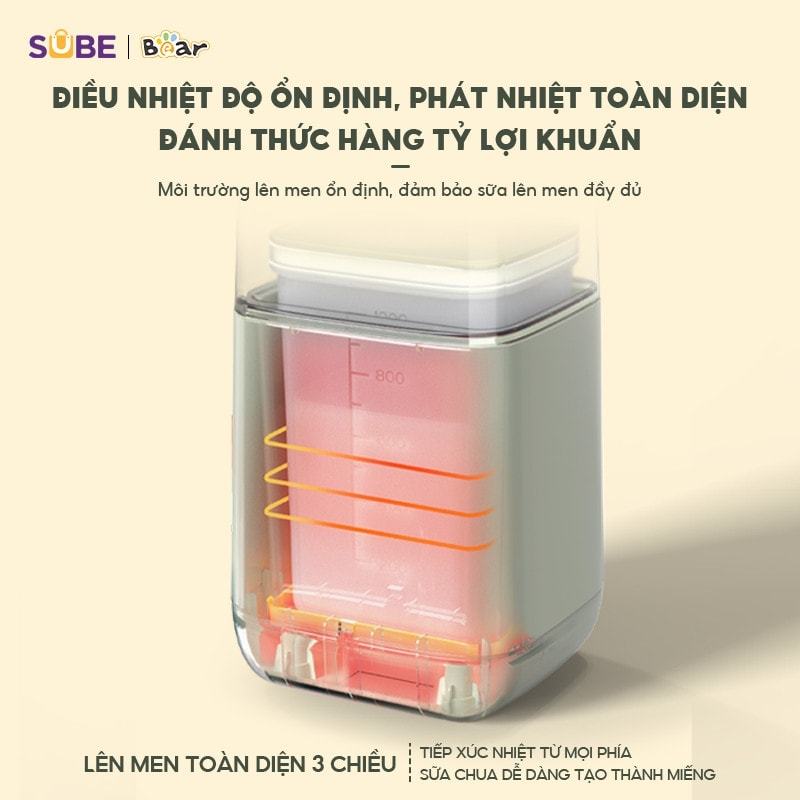 SUBE | Bear
ĐIỀU NHIỆT ĐỘ ỔN ĐỊNH, PHÁT NHIỆT TOÀN DIỆN
ĐÁNH THỨC HÀNG TỶ LỢI KHUẨN
Môi trường lên men ổn định, đảm bảo sữa lên men đầy đủ
800
LÊN MEN TOÀN DIỆN 3 CHIỀU
TIẾP XÚC NHIỆT TỪ MỌI PHÍA
SỮA CHUA DỄ DÀNG TẠO THÀNH MIẾNG